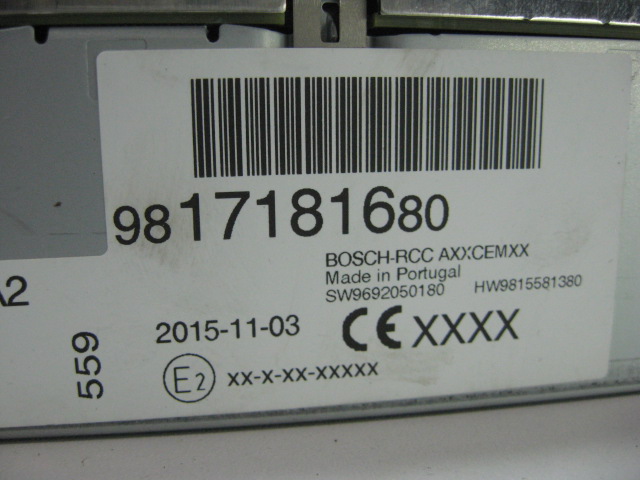 9817181680
BOSCH-RCC AXXCEMXX
Made in Portugal
SW9692050180 HW9815581380
A2
559
2015-11-03
CE XXXX
E2 xx-x-xx-xxxxx